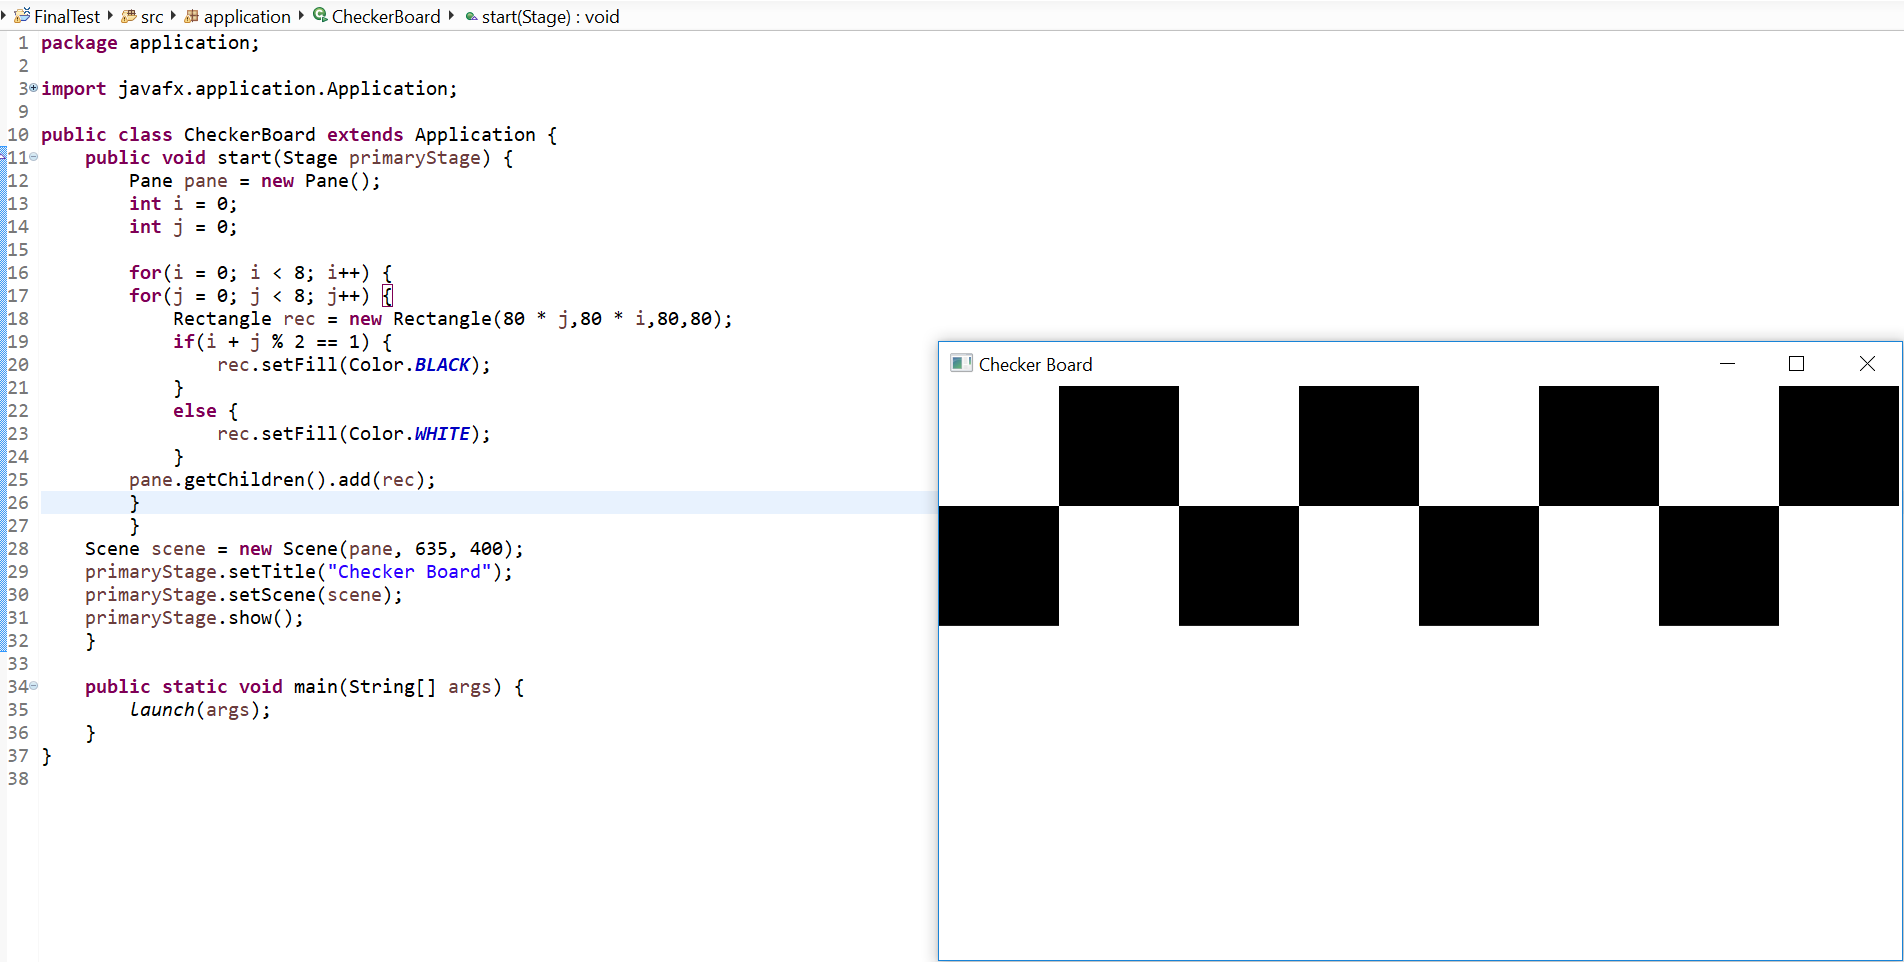 FinalTest src application CheckerBoard start(Stage) : void
1 package application;
2
3 import javafx.application.Application;
9
10 public class CheckerBoard extends Application {
11 public void start(Stage primaryStage) {
12 Pane pane = new Pane();
13 int i = 0;
14 int j = 0;
15
16 for(i = 0; i < 8; i++) {
17 for(j = 0; j < 8; j++) {
18 Rectangle rec = new Rectangle(80 * j,80 * i,80,80);
19 if(i + j % 2 == 1) {
20 rec.setFill(Color.BLACK);
21 }
22 else {
23 rec.setFill(Color.WHITE);
24 }
25 pane.getChildren().add(rec);
26 }
27 }
28 Scene scene = new Scene(pane, 635, 400);
29 primaryStage.setTitle("Checker Board");
30 primaryStage.setScene(scene);
31 primaryStage.show();
32 }
33
34 public static void main(String[] args) {
35 launch(args);
36 }
37 }
38
Checker Board